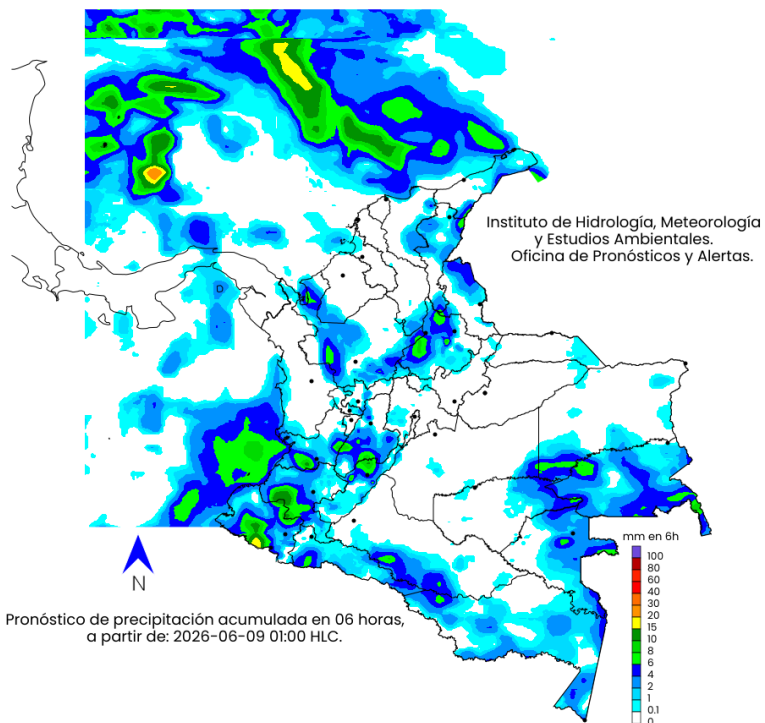 Instituto de Hidrología, Meteorología
y Estudios Ambientales.
Oficina de Pronósticos y Alertas.
D
N
Pronóstico de precipitación acumulada en 06 horas,
a partir de: 2026-06-09 01:00 HLC.
mm en 6h
100
80
60
40
30
20
15
10
8
6
4
2
1
0.1
0